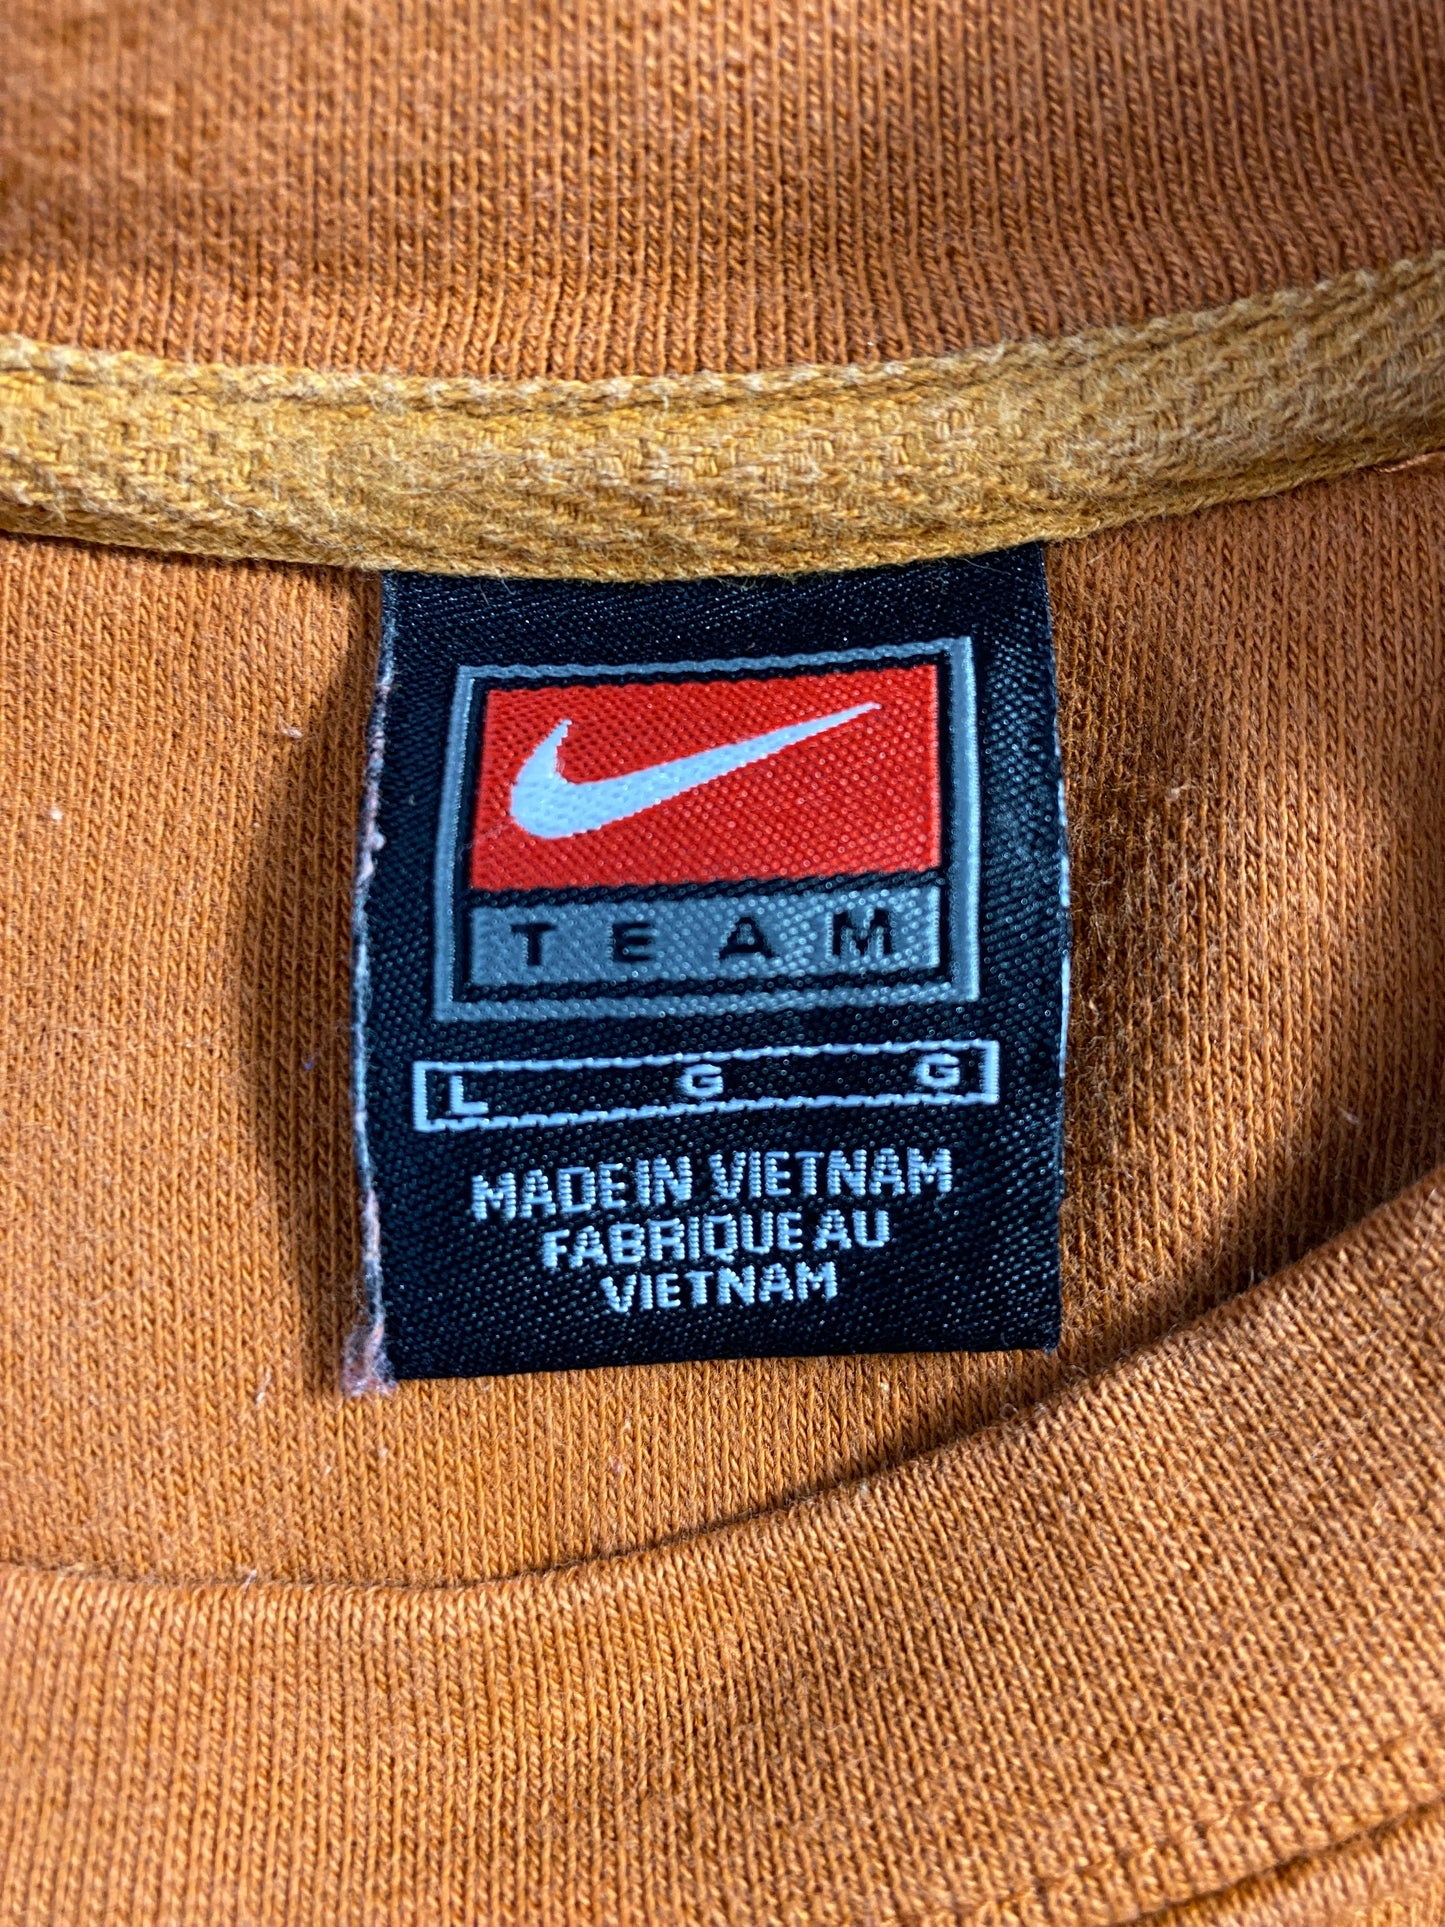 TEAM
L G G
MADE IN VIETNAM
FABRIQUE AU
VIETNAM